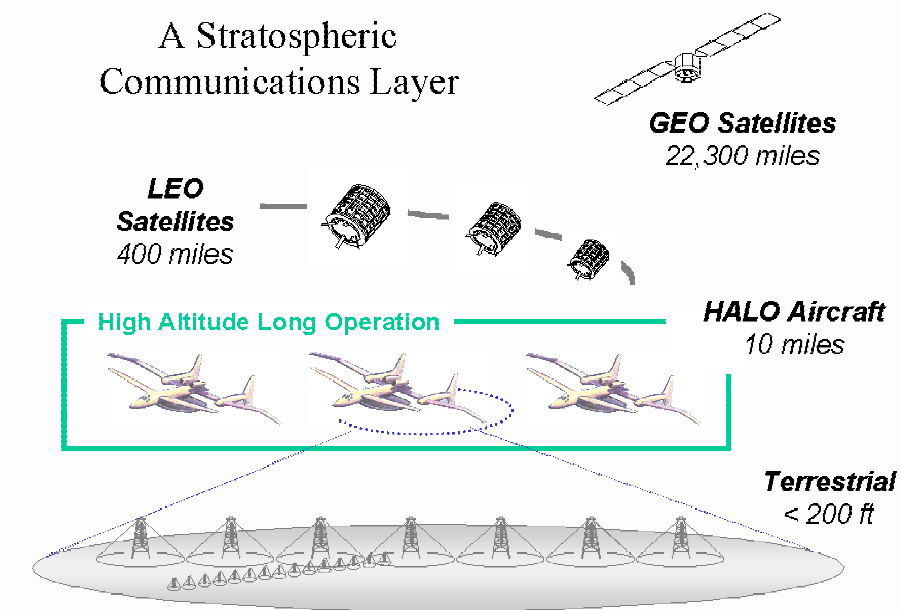 A Stratospheric
Communications Layer
GEO Satellites
22,300 miles
LEO
Satellites
400 miles
High Altitude Long Operation
HALO Aircraft
10 miles
Terrestrial
< 200 ft